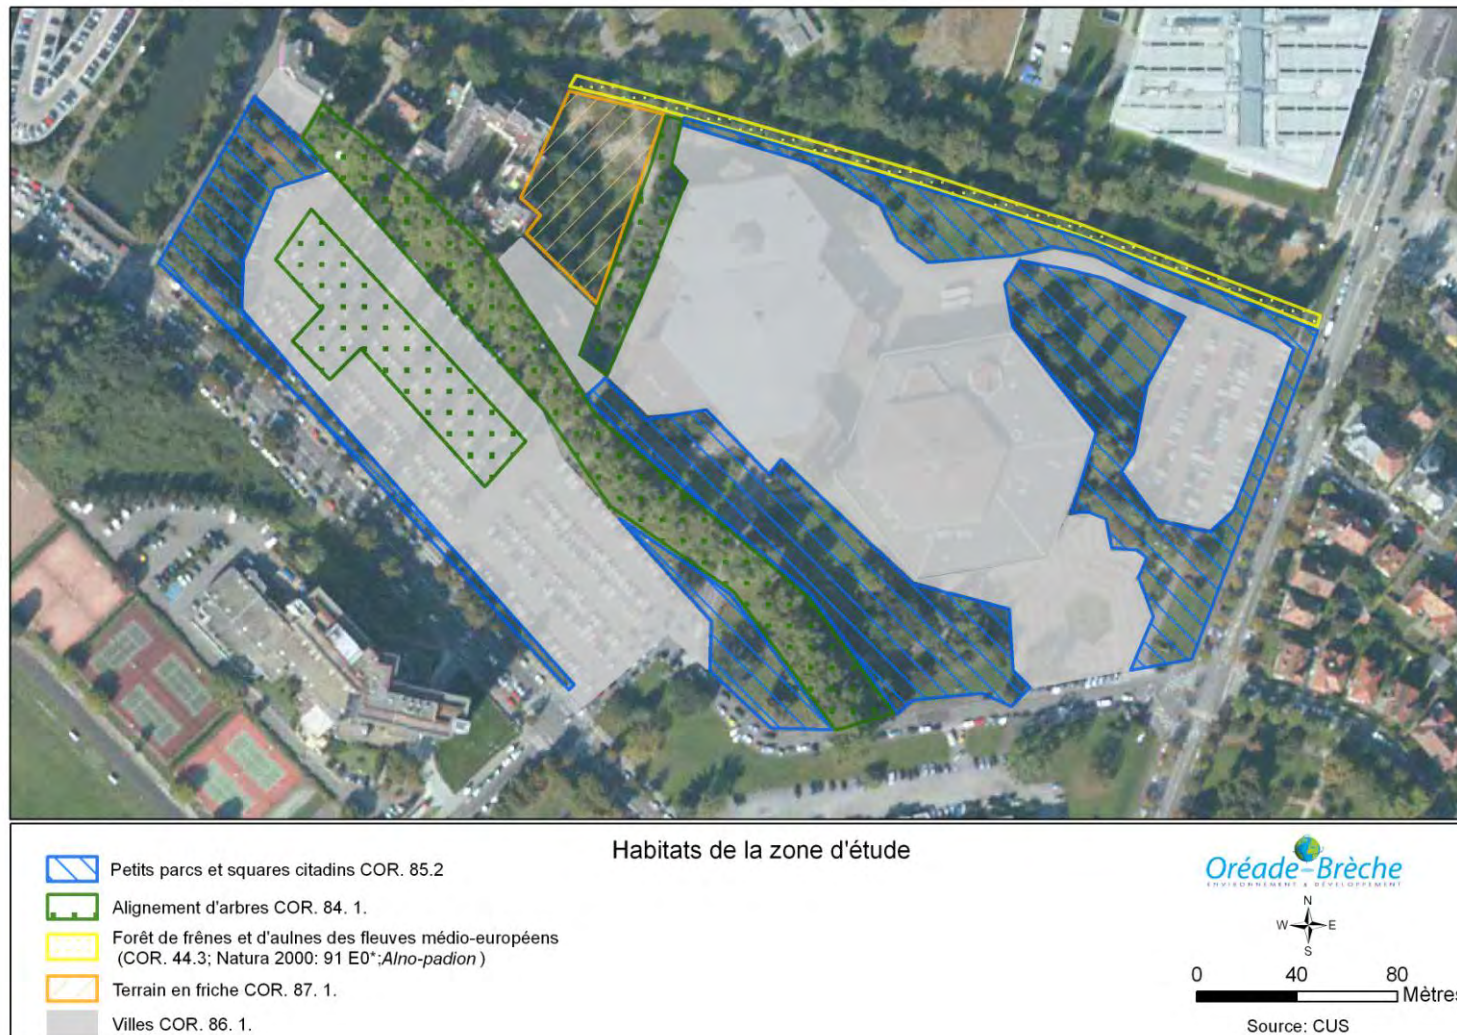 Habitats de la zone d'étude
Petits parcs et squares citadins COR. 85.2
Alignement d'arbres COR. 84. 1.
Forêt de frênes et d'aulnes des fleuves médio-européens
(COR. 44.3; Natura 2000: 91 E0*;Alno-padion )
Terrain en friche COR. 87. 1.
Villes COR. 86. 1.
Oréade-Brèche
ENVIRONNEMENT & DÉVELOPPEMENT
N
W E
S
0 40 80
Mètres
Source: CUS